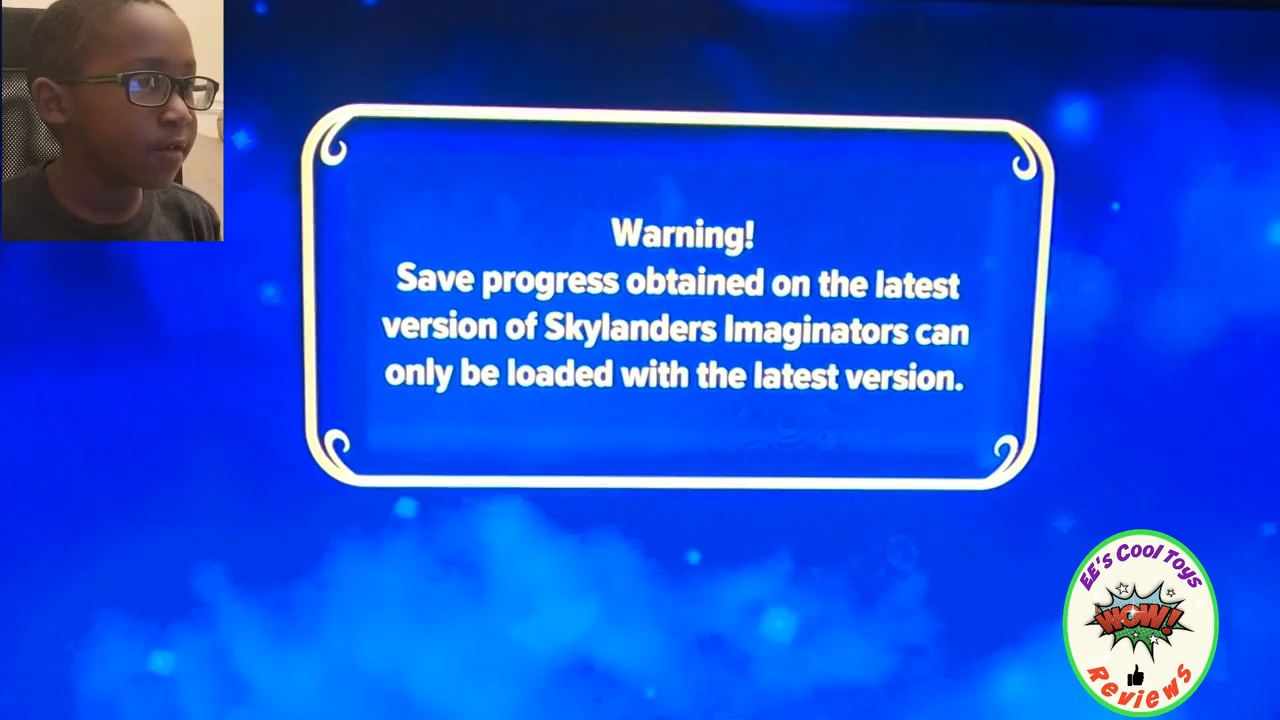 Warning!
Save progress obtained on the latest
version of Skylanders Imaginators can
only be loaded with the latest version.
EE's Cool Toys
WOW!
Reviews